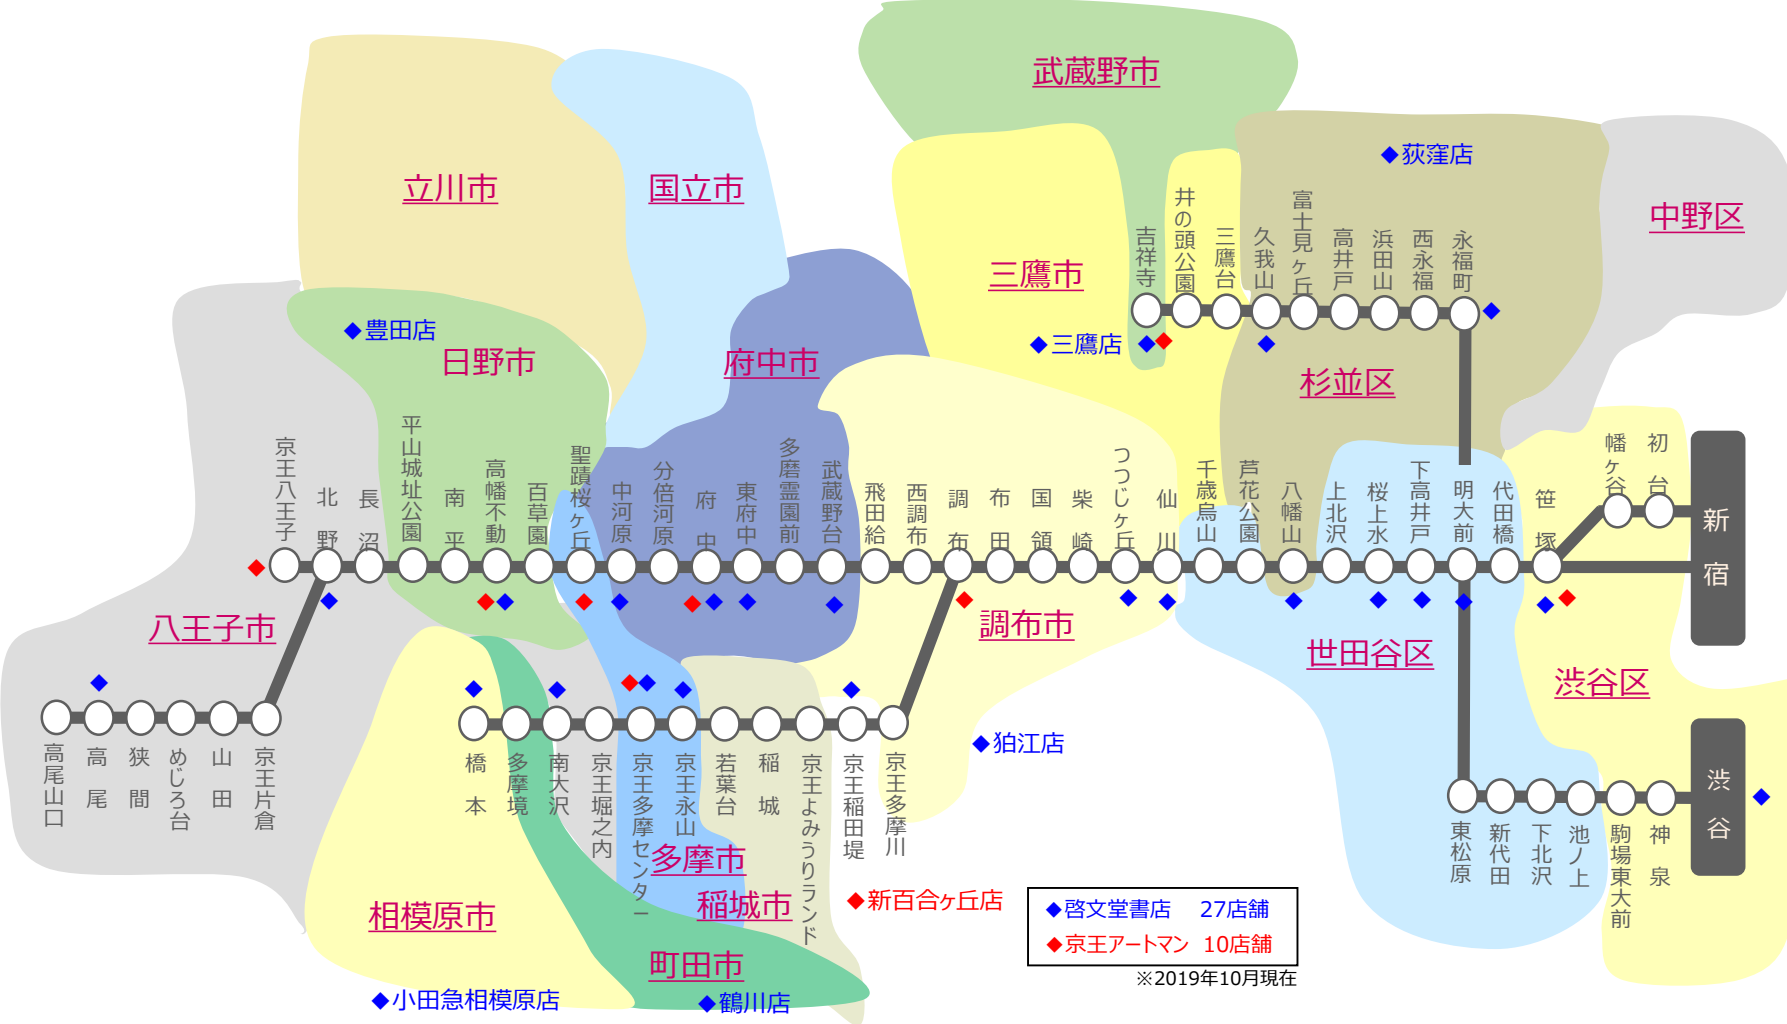 武蔵野市
◆荻窪店
立川市
国立市
中野区
三鷹市
吉祥寺
井の頭公園
三鷹台
久我山
富士見ヶ丘
高井戸
浜田山
西永福
永福町
◆豊田店
◆三鷹店
日野市
府中市
杉並区
京王八王子
北野
長沼
平山城址公園
南平
高幡不動
百草園
聖蹟桜ヶ丘
中河原
分倍河原
府中
東府中
多磨霊園前
武蔵野台
飛田給
西調布
調布
布田
国領
柴崎
つつじヶ丘
仙川
千歳烏山
芦花公園
八幡山
上北沢
桜上水
下高井戸
明大前
代田橋
笹塚
幡ヶ谷
初台
新宿
八王子市
調布市
世田谷区
渋谷区
高尾山口
高尾
狭間
めじろ台
山田
京王片倉
橋本
多摩境
南大沢
京王堀之内
京王多摩センター
京王永山
若葉台
稲城
京王よみうりランド
京王稲田堤
京王多摩川
◆狛江店
東松原
新代田
下北沢
池ノ上
駒場東大前
神泉
渋谷
多摩市
相模原市
稲城市
◆新百合ヶ丘店
町田市
◆小田急相模原店
◆鶴川店
◆啓文堂書店 27店舗
◆京王アートマン 10店舗
※2019年10月現在